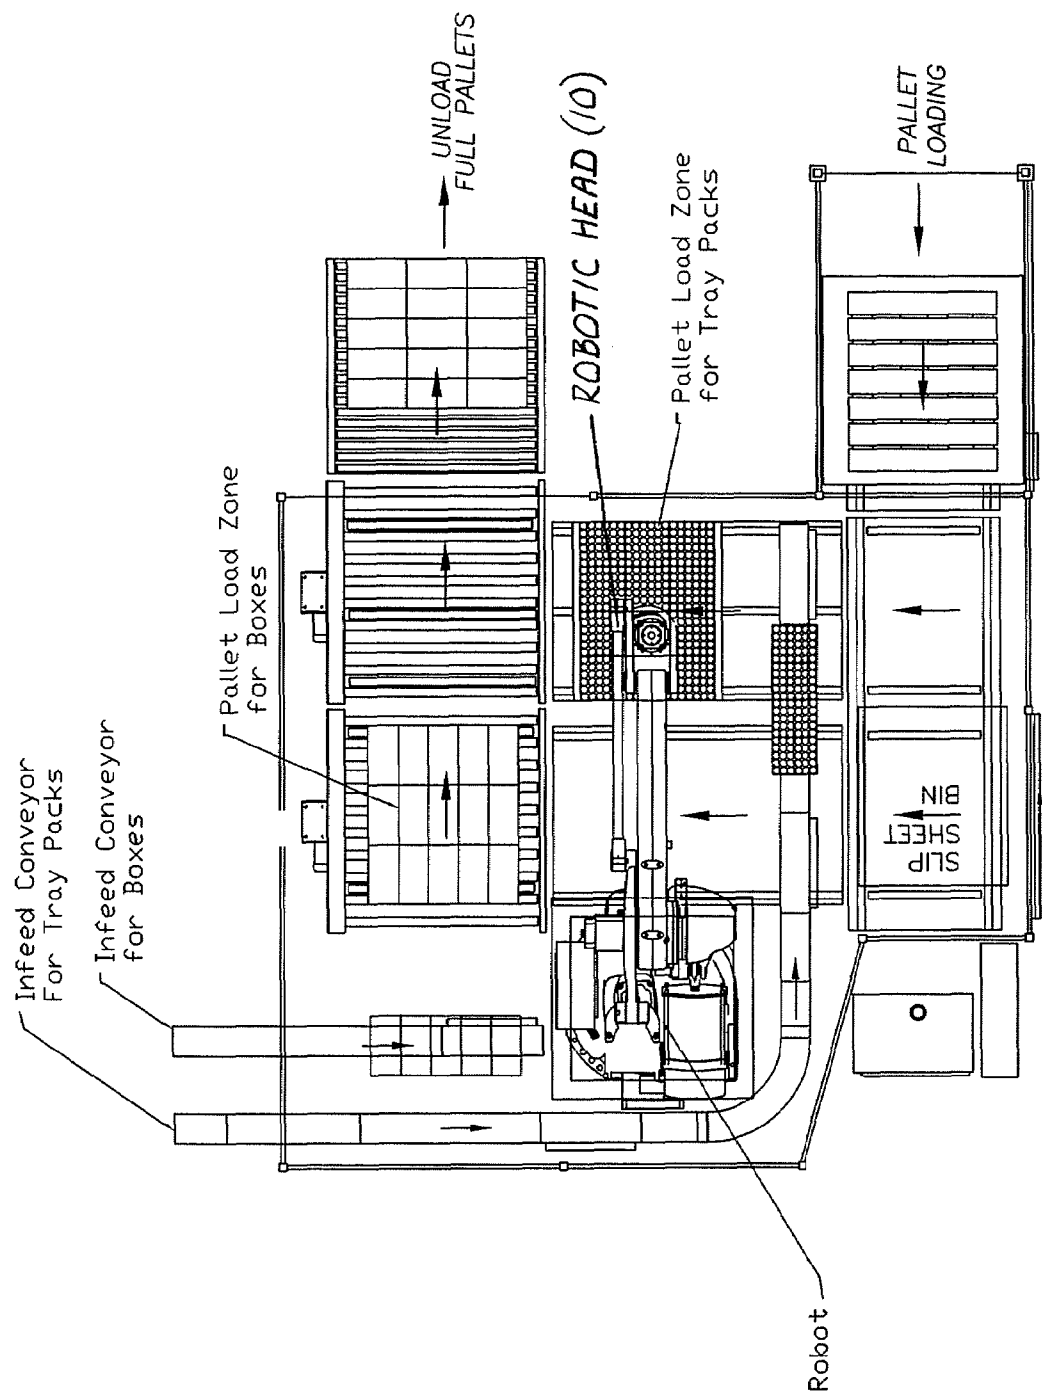 Infeed Conveyor
For Tray Packs
Infeed Conveyor
for Boxes
Pallet Load Zone
for Boxes
UNLOAD
FULL PALLETS
ROBOTIC HEAD (10)
Pallet Load Zone
for Tray Packs
PALLET
LOADING
SLIP
SHEET
BIN
Robot